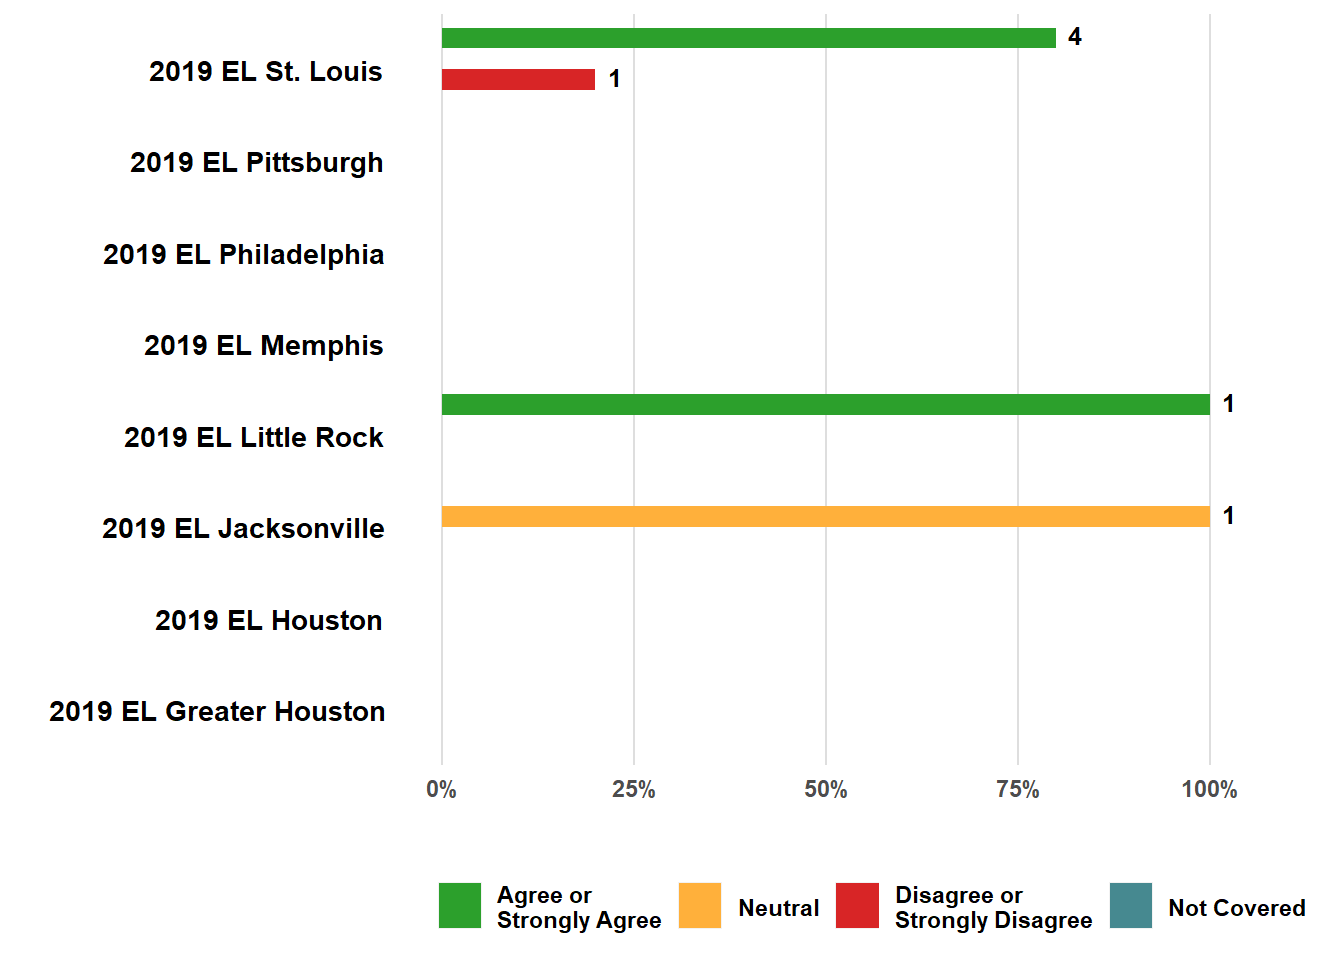 4
2019 EL St. Louis
1
2019 EL Pittsburgh
2019 EL Philadelphia
2019 EL Memphis
1
2019 EL Little Rock
1
2019 EL Jacksonville
2019 EL Houston
2019 EL Greater Houston
0% 25% 50% 75% 100%
Agree or
Strongly Agree
Neutral
Disagree or
Strongly Disagree
Not Covered